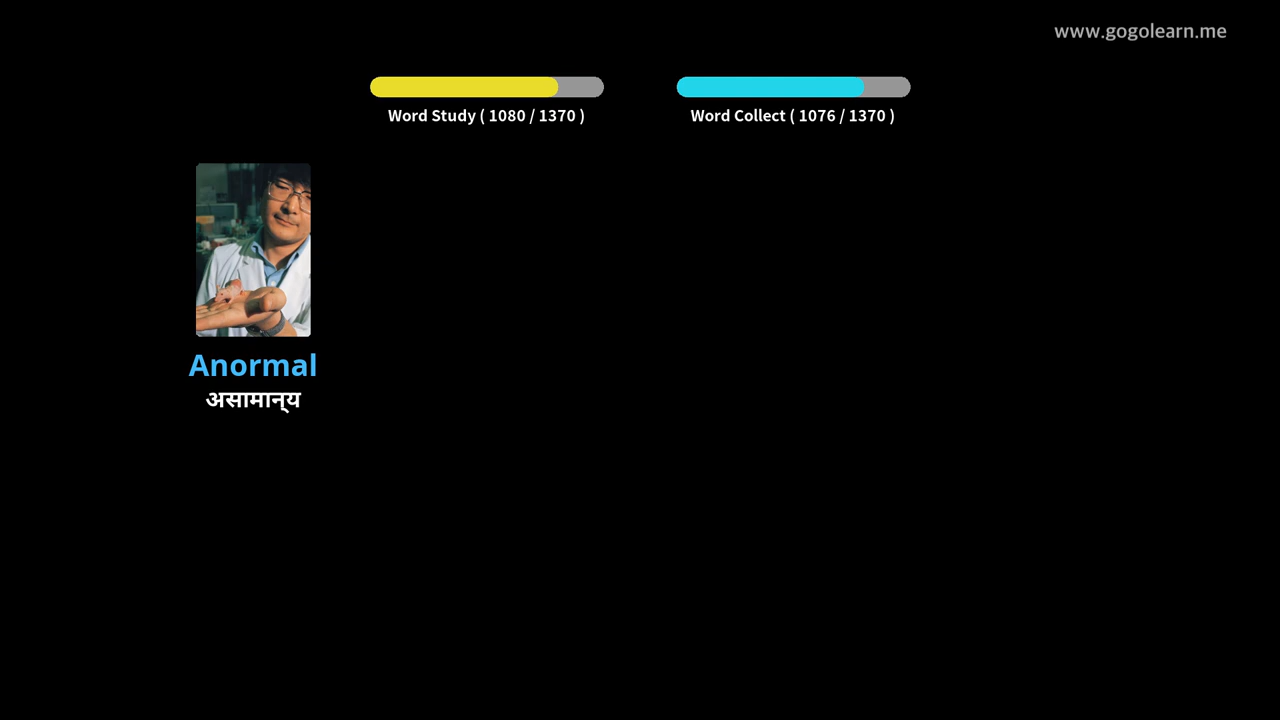 www.gogolearn.me
Word Study ( 1080 / 1370 )
Word Collect ( 1076 / 1370 )
Anormal
असामान्य